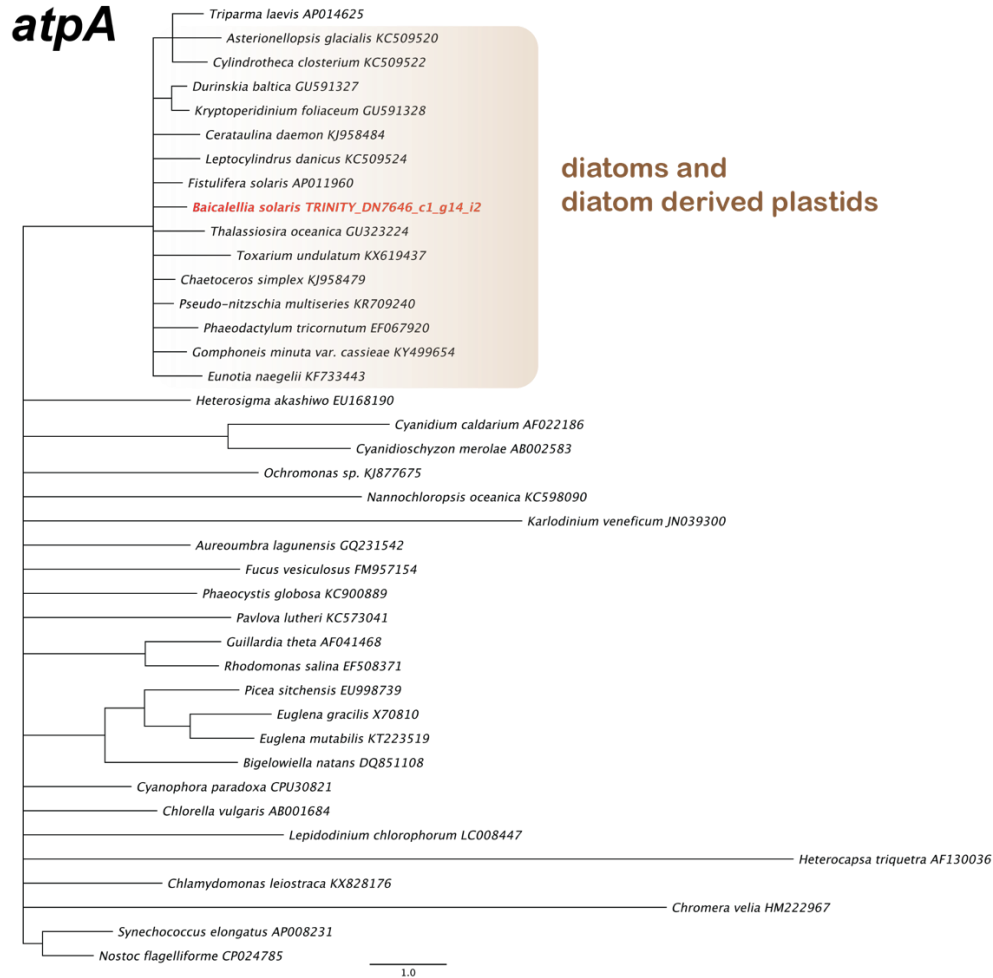 atpA
Triparma laevis AP014625
Asterionellopsis glacialis KC509520
Cylindrotheca closterium KC509522
Durinskia baltica GU591327
Kryptoperidinium foliaceum GU591328
Cerataulina daemon KJ958484
Leptocylindrus danicus KC509524
Fistulifera solaris AP011960
Baicalellia solaris TRINITY_DN7646_c1_g14_i2
Thalassiosira oceanica GU323224
Toxarium undulatum KX619437
Chaetoceros simplex KJ958479
Pseudo-nitzschia multiseries KR709240
Phaeodactylum tricornutum EF067920
Gomphoneis minuta var. cassieae KY499654
Eunotia naegelii KF733443
diatoms and
diatom derived plastids
Heterosigma akashiwo EU168190
Cyanidium caldarium AF022186
Cyanidioschyzon merolae AB002583
Ochromonas sp. KJ877675
Nannochloropsis oceanica KC598090
Karlodinium veneficum JN039300
Aureoumbra lagunensis GQ231542
Fucus vesiculosus FM957154
Phaeocystis globosa KC900889
Pavlova lutheri KC573041
Guillardia theta AF041468
Rhodomonas salina EF508371
Picea sitchensis EU998739
Euglena gracilis X70810
Euglena mutabilis KT223519
Bigelowiella natans DQ851108
Cyanophora paradoxa CPU30821
Chlorella vulgaris AB001684
Lepidodinium chlorophorum LC008447
Heterocapsa triquetra AF130036
Chlamydomonas leiostraca KX828176
Chromera velia HM222967
Synechococcus elongatus AP008231
Nostoc flagelliforme CP024785
1.0